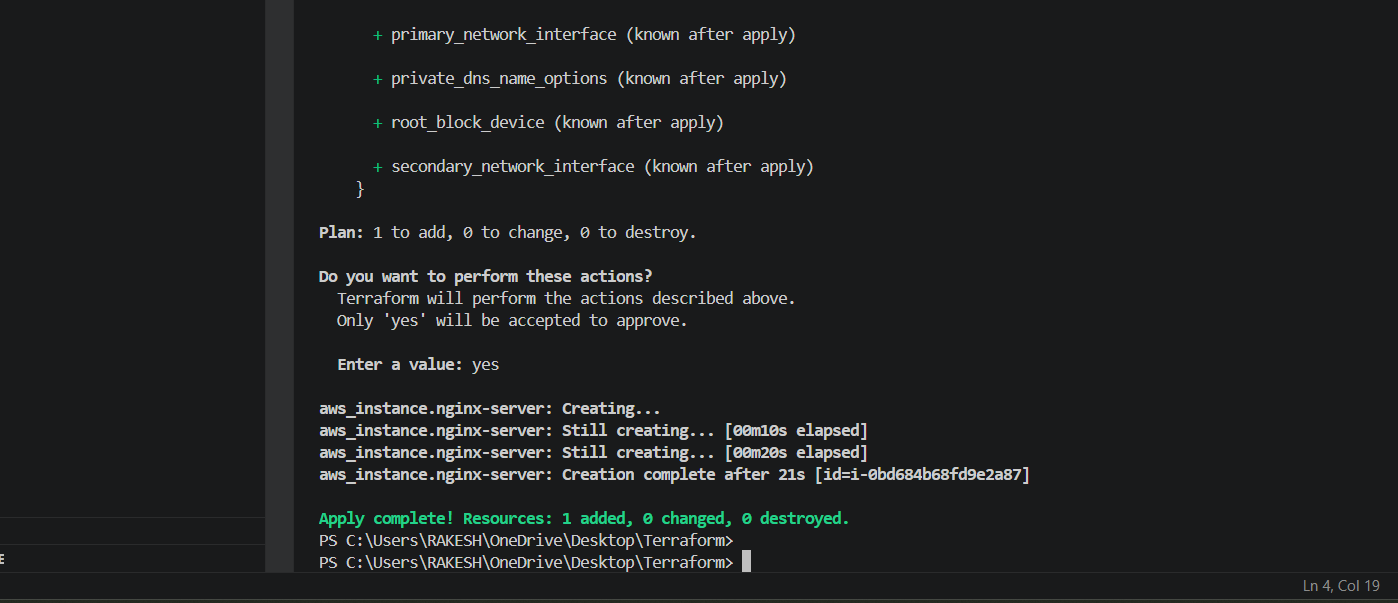 + primary_network_interface (known after apply)
+ private_dns_name_options (known after apply)
+ root_block_device (known after apply)
+ secondary_network_interface (known after apply)
}
Plan: 1 to add, 0 to change, 0 to destroy.
Do you want to perform these actions?
Terraform will perform the actions described above.
Only 'yes' will be accepted to approve.
Enter a value: yes
aws_instance.nginx-server: Creating...
aws_instance.nginx-server: Still creating... [00m10s elapsed]
aws_instance.nginx-server: Still creating... [00m20s elapsed]
aws_instance.nginx-server: Creation complete after 21s [id=i-0bd684b68fd9e2a87]
Apply complete! Resources: 1 added, 0 changed, 0 destroyed.
PS C:\Users\RAKESH\OneDrive\Desktop\Terraform>
PS C:\Users\RAKESH\OneDrive\Desktop\Terraform>
Ln 4, Col 19